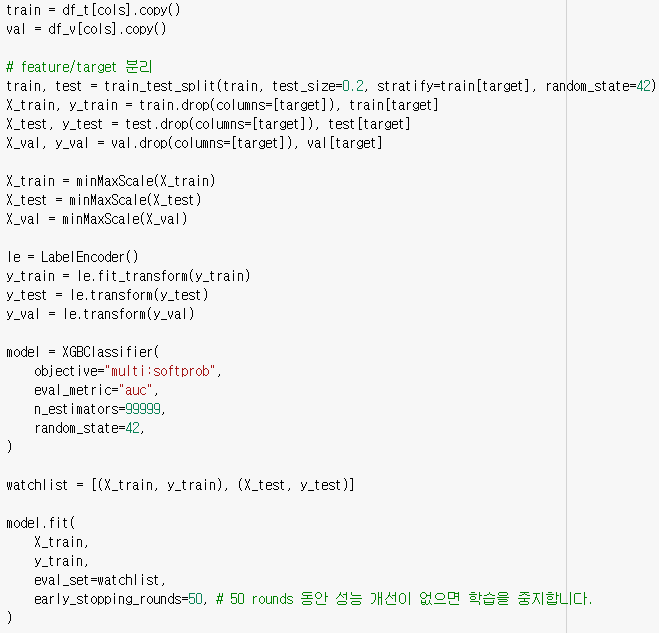 train = df_t[cols].copy()
val = df_v[cols].copy()

# feature/target 분리
train, test = train_test_split(train, test_size=0.2, stratify=train[target], random_state=42)
X_train, y_train = train.drop(columns=[target]), train[target]
X_test, y_test = test.drop(columns=[target]), test[target]
X_val, y_val = val.drop(columns=[target]), val[target]

X_train = minMaxScale(X_train)
X_test = minMaxScale(X_test)
X_val = minMaxScale(X_val)

le = LabelEncoder()
y_train = le.fit_transform(y_train)
y_test = le.transform(y_test)
y_val = le.transform(y_val)

model = XGBClassifier(
    objective="multi:softprob",
    eval_metric="auc",
    n_estimators=99999,
    random_state=42,
)

watchlist = [(X_train, y_train), (X_test, y_test)]

model.fit(
    X_train,
    y_train,
    eval_set=watchlist,
    early_stopping_rounds=50, # 50 rounds 동안 성능 개선이 없으면 학습을 중지합니다.
)